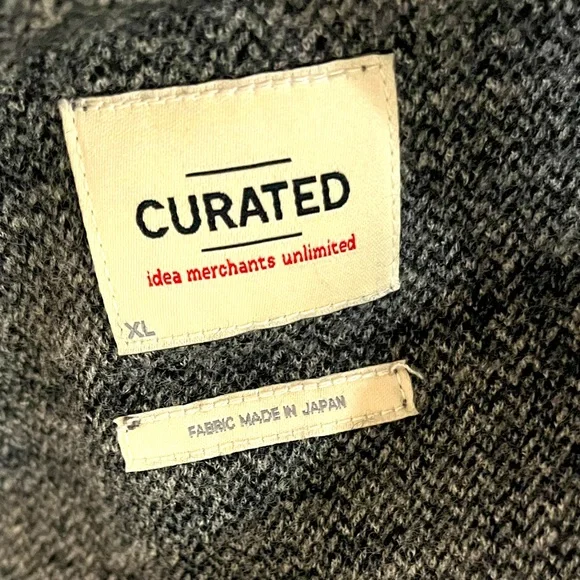 CURATED
idea merchants unlimited
XL
FABRIC MADE IN JAPAN